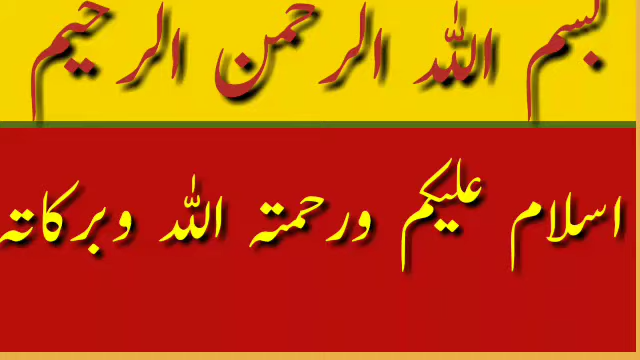 بسم اللہ الرحمن الرحیم
اسلام علیکم ورحمتہ اللہ وبرکاتہ